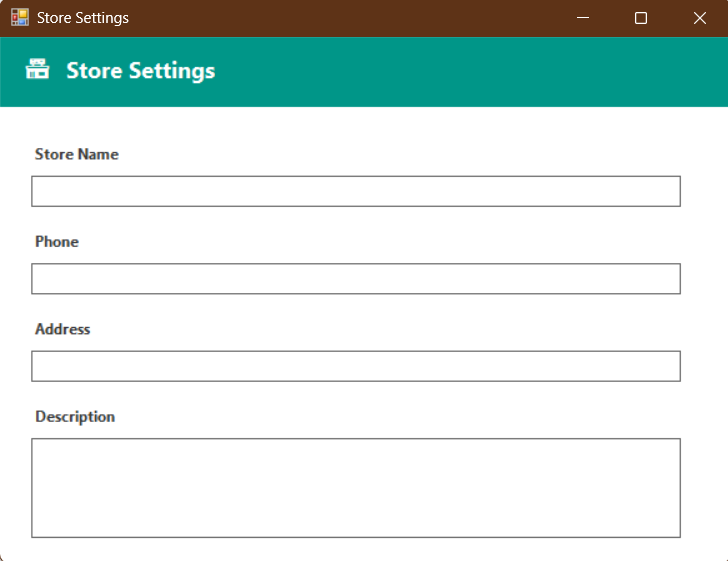 Store Settings
Store Settings
Store Name
Phone
Address
Description